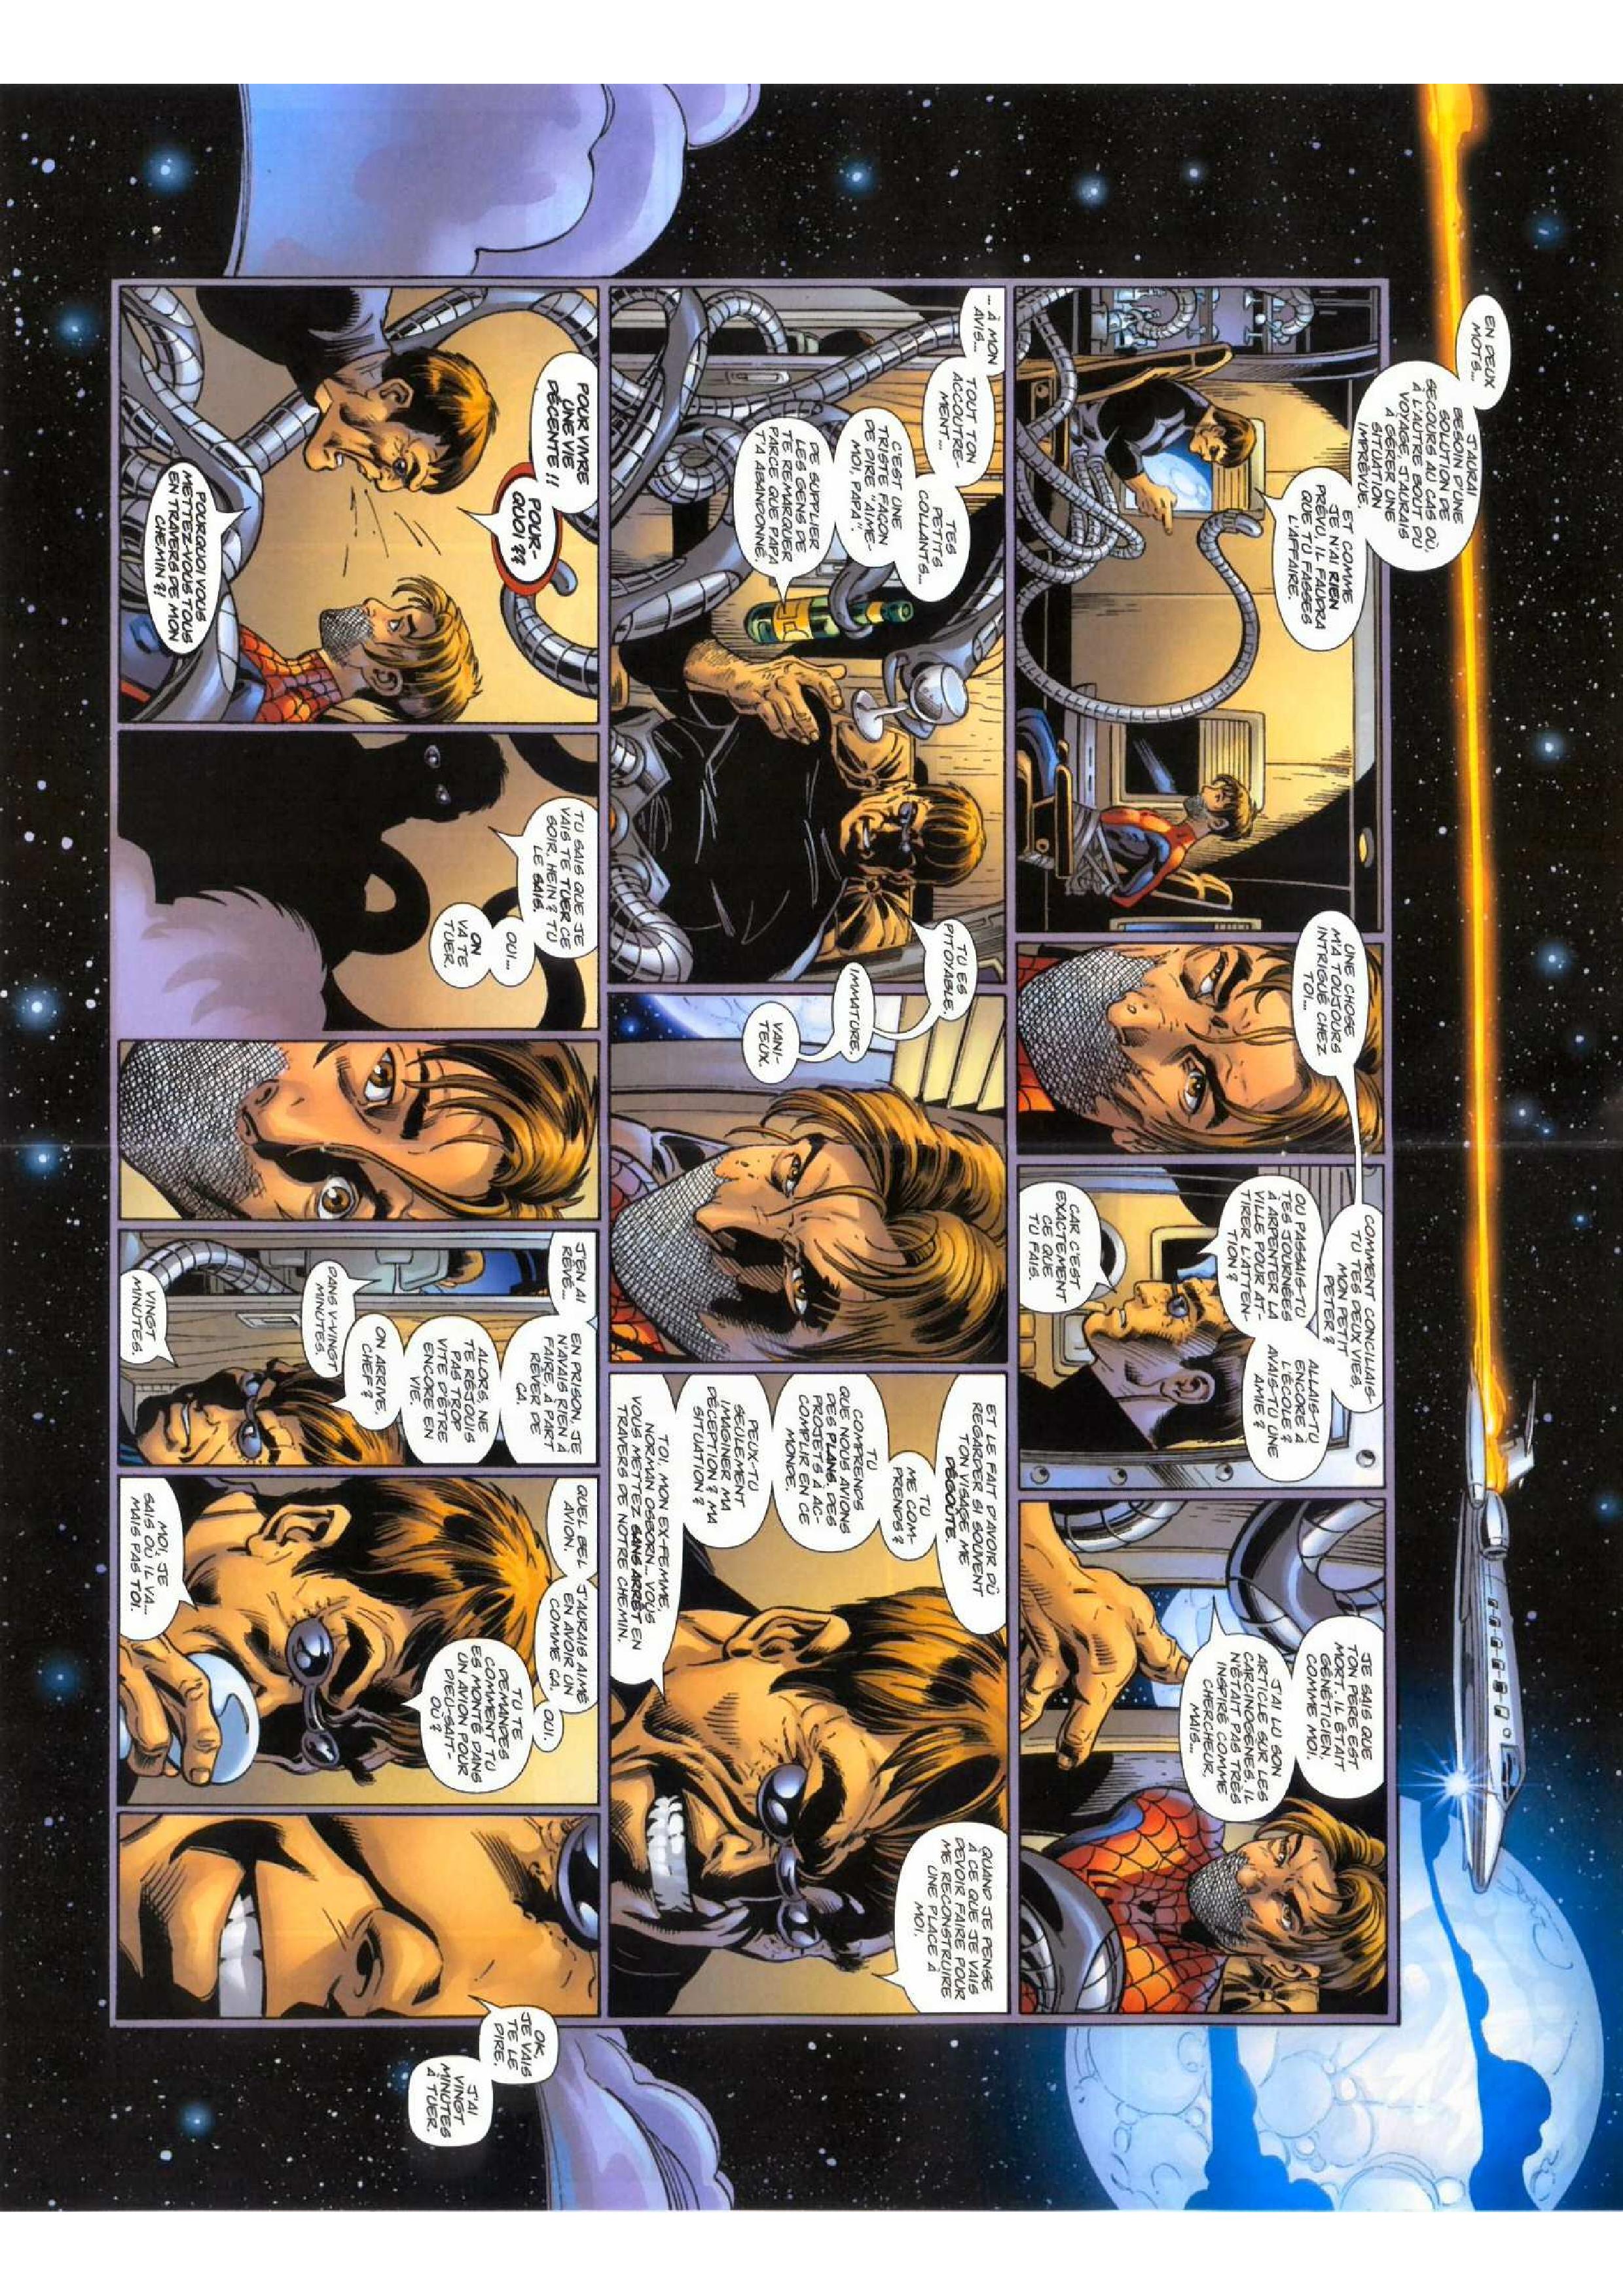 EN DEUX
MOTS...
J'AURAI
BESOIN D'UNE
SOLUTION DE
SECOURS AU CAS OÙ,
À L'AUTRE BOUT DU
VOYAGE, J'AURAIS
À GÉRER UNE
SITUATION
IMPRÉVUE.
ET COMME
JE N'AI RIEN
PRÉVU, IL FAUDRA
QUE TU FASSES
L'AFFAIRE.
UNE CHOSE
M'A TOUJOURS
INTRIGUÉ CHEZ
TOI...
COMMENT CONCILIAIS-
TU TES DEUX VIES,
MON PETIT
PETER ?
OU PASSAIS-TU
TES JOURNÉES
À ARPENTER LA
VILLE POUR AT-
TIRER L'ATTEN-
TION ?
ALLAIS-TU
ENCORE À
L'ÉCOLE ?
AVAIS-TU UNE
AMIE ?
CAR C'EST
EXACTEMENT
CE QUE
TU FAIS.
JE SAIS QUE
TON PÈRE EST
MORT... IL ÉTAIT
GÉNÉTICIEN,
COMME MOI.
J'AI LU SON
ARTICLE SUR LES
CARCINOGÈNES. IL
N'ÉTAIT PAS TRÈS
INSPIRÉ COMME
CHERCHEUR,
MAIS...
... À MON
AVIS...
TOUT TON
ACCOUTRE-
MENT...
TES
PETITS
COLLANTS...
C'EST UNE
TRISTE FAÇON
DE DIRE "AIME-
MOI, PAPA".
DE SUPPLIER
LES GENS DE
TE REMARQUER
PARCE QUE PAPA
T'A ABANDONNÉ.
TU ES
PITOYABLE.
IMMATURE.
VANI-
TEUX.
ET LE FAIT D'AVOIR DÛ
REGARDER SI SOUVENT
TON VISAGE ME
DÉGOÛTE.
TU
ME COM-
PRENDS ?
TU
COMPRENDS
QUE NOUS AVIONS
DES PLANS, DES
PROJETS À AC-
COMPLIR EN CE
MONDE.
PEUX-TU
SEULEMENT
IMAGINER MA
DÉCEPTION ? MA
SITUATION ?
TOI, MON EX-FEMME,
NORMAN OSBORN... VOUS
VOUS METTEZ SANS ARRÊT EN
TRAVERS DE NOTRE CHEMIN.
QUAND JE PENSE
À CE QUE JE VAIS
DEVOIR FAIRE POUR
ME RECONSTRUIRE
UNE PLACE À
MOI,
POUR VIVRE
UNE VIE
DÉCENTE !!
POUR-
QUOI ??
POURQUOI VOUS
METTEZ-VOUS TOUS
EN TRAVERS DE MON
CHEMIN ?!
TU SAIS QUE JE
VAIS TE TUER CE
SOIR, HEIN ? TU
LE SAIS.
OUI...
ON
VA TE
TUER.
J'EN AI
RÊVÉ...
EN PRISON, JE
N'AVAIS RIEN À
FAIRE, À PART
RÊVER DE
ÇA.
ALORS, NE
TE RÉJOUIS
PAS TROP
VITE D'ÊTRE
ENCORE EN
VIE.
ON ARRIVE,
CHEF ?
DANS V-VINGT
MINUTES.
VINGT
MINUTES.
QUEL BEL
AVION.
J'AURAIS AIMÉ
EN AVOIR UN
COMME ÇA.
OUI.
TU TE
DEMANDES
COMMENT TU
ES MONTÉ DANS
UN AVION POUR
DIEU-SAIT-
OÙ ?
MOI, JE
SAIS OÙ IL VA...
MAIS PAS TOI.
OK,
JE VAIS
TE LE
DIRE.
J'AI
VINGT
MINUTES
À TUER.